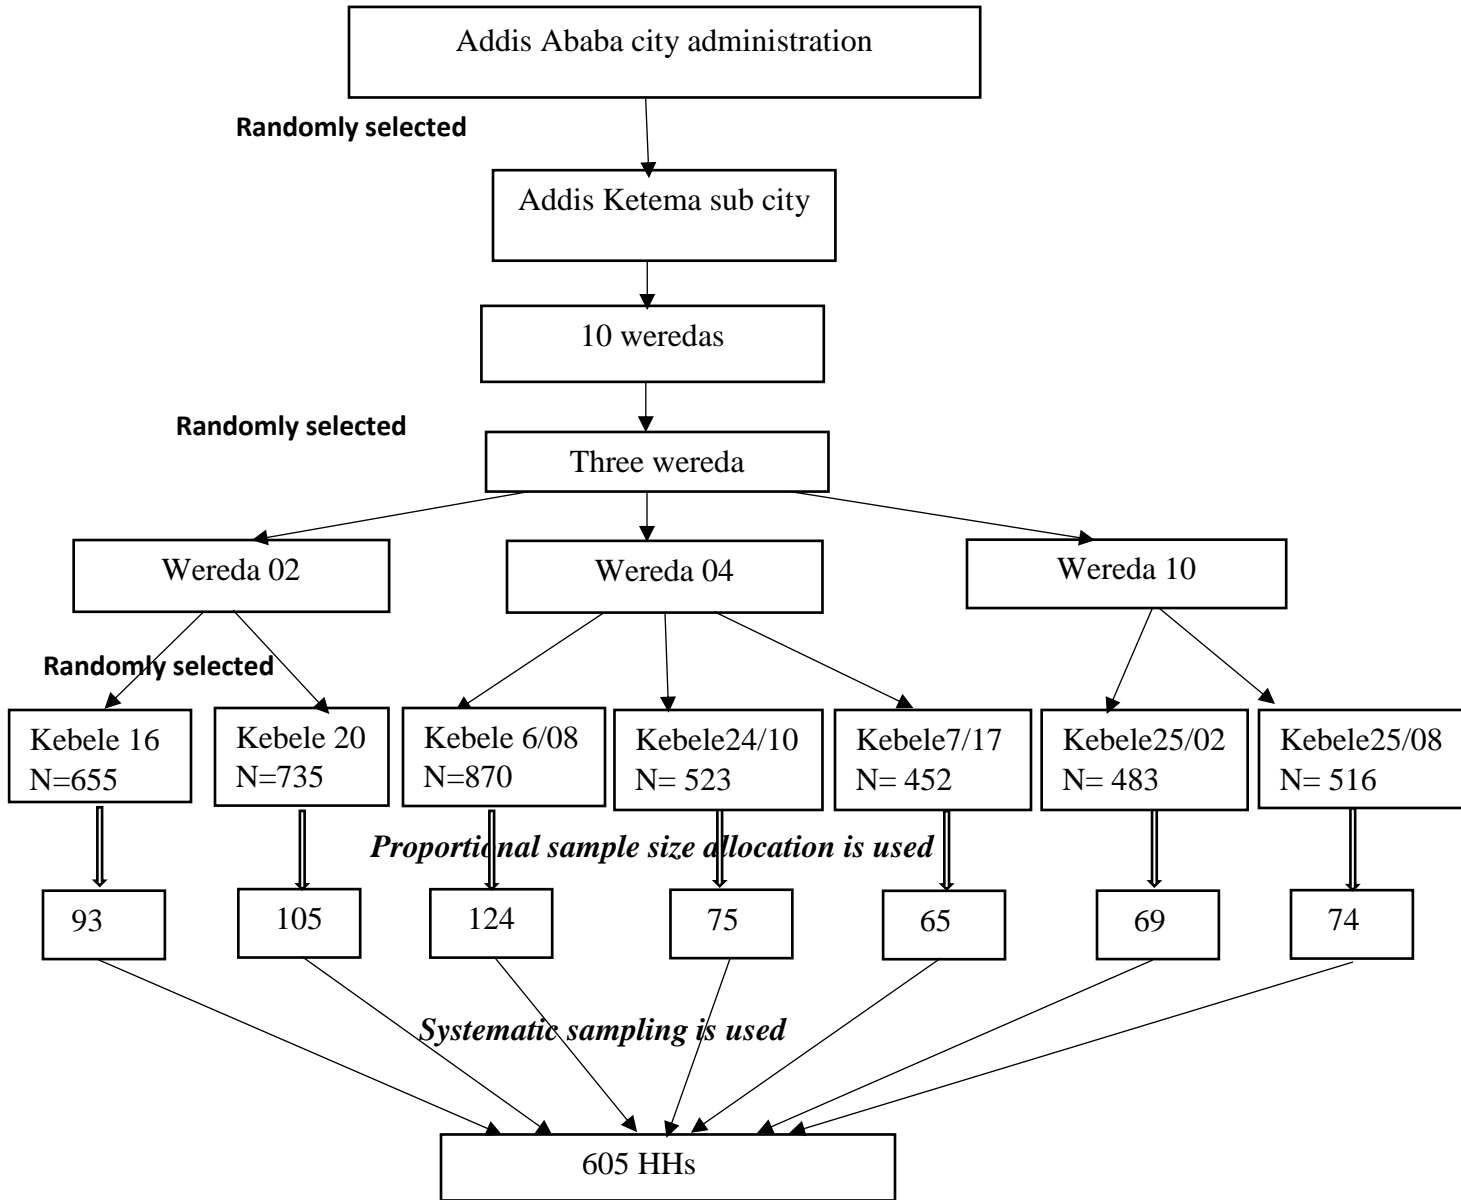 Addis Ababa city administration
Randomly selected
Addis Ketema sub city
10 weredas
Randomly selected
Three wereda
Wereda 02
Wereda 04
Wereda 10
Randomly selected
Kebele 16
N=655
Kebele 20
N=735
Kebele 6/08
N=870
Kebele24/10
N= 523
Kebele7/17
N= 452
Kebele25/02
N= 483
Kebele25/08
N= 516
Proportional sample size allocation is used
93
105
124
75
65
69
74
Systematic sampling is used
605 HHs